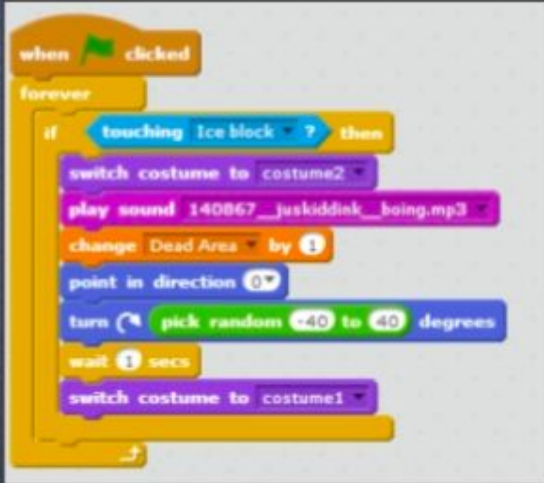 when clicked
forever
if touching Ice block ? then
switch costume to costume2
play sound 140867__juskiddink__boing.mp3
change Dead Area by 1
point in direction 0
turn pick random -40 to 40 degrees
wait 1 secs
switch costume to costume1